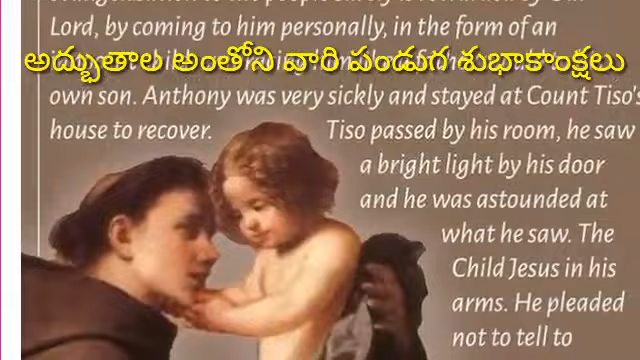 Lord, by coming to him personally, in the form of an
అద్భుతాల అంతోని వారి పండుగ శుభాకాంక్షలు
own son. Anthony was very sickly and stayed at Count Tiso's
house to recover. Tiso passed by his room, he saw
a bright light by his door
and he was astounded at
what he saw. The
Child Jesus in his
arms. He pleaded
not to tell to